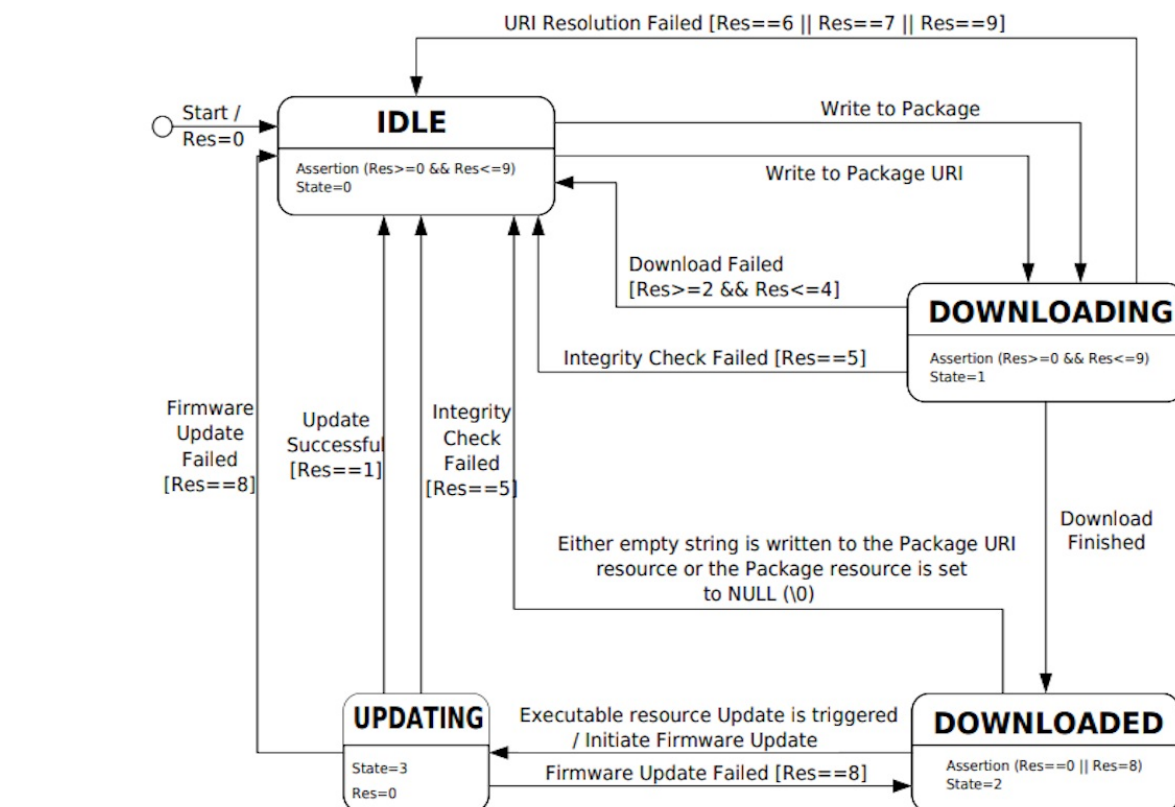 URI Resolution Failed [Res==6 || Res==7 || Res==9]
Start /
Res=0
IDLE
Assertion (Res>=0 && Res<=9)
State=0
Write to Package
Write to Package URI
Download Failed
[Res>=2 && Res<=4]
Integrity Check Failed [Res==5]
DOWNLOADING
Assertion (Res>=0 && Res<=9)
State=1
Firmware
Update
Failed
[Res==8]
Update
Successful
[Res==1]
Integrity
Check
Failed
[Res==5]
Download
Finished
Either empty string is written to the Package URI
resource or the Package resource is set
to NULL (\0)
UPDATING
State=3
Res=0
Executable resource Update is triggered
/ Initiate Firmware Update
Firmware Update Failed [Res==8]
DOWNLOADED
Assertion (Res==0 || Res=8)
State=2